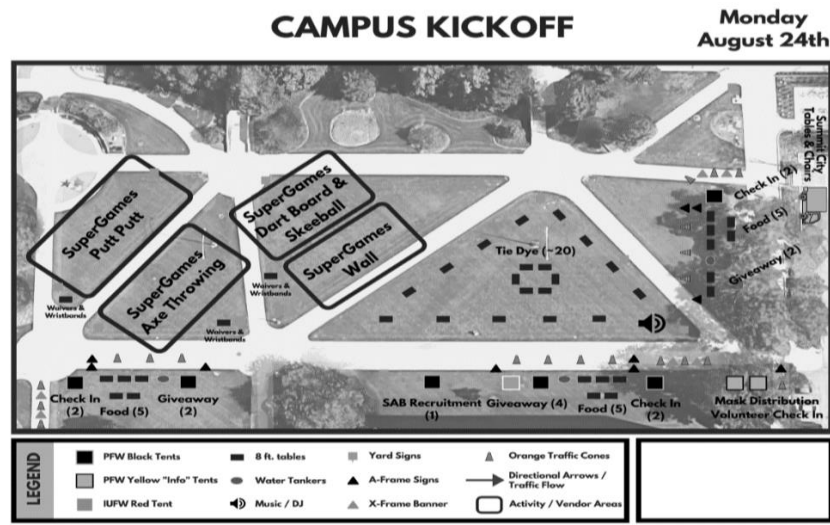 CAMPUS KICKOFF
Monday
August 24th
Summit City
Tables & Chars
SuperGames
Putt Putt
SuperGames
Dart Board &
Skeeball
SuperGames
Wall
SuperGames
Axe Throwing
Check In (2)
Food (5)
Giveaway (2)
Tie Dye (~20)
Waivers &
Wristbands
Waivers &
Wristbands
Waivers &
Wristbands
Check In
(2)
Food (5)
Giveaway
(2)
SAB Recruitment
(1)
Giveaway (4)
Food (5)
Check In
(2)
Mask Distribution
Volunteer Check In
LEGEND
PFW Black Tents
8 ft. tables
Yard Signs
Orange Traffic Cones
PFW Yellow "Info" Tents
Water Tankers
A-Frame Signs
Directional Arrows /
Traffic Flow
IUFW Red Tent
Music / DJ
X-Frame Banner
Activity / Vendor Areas